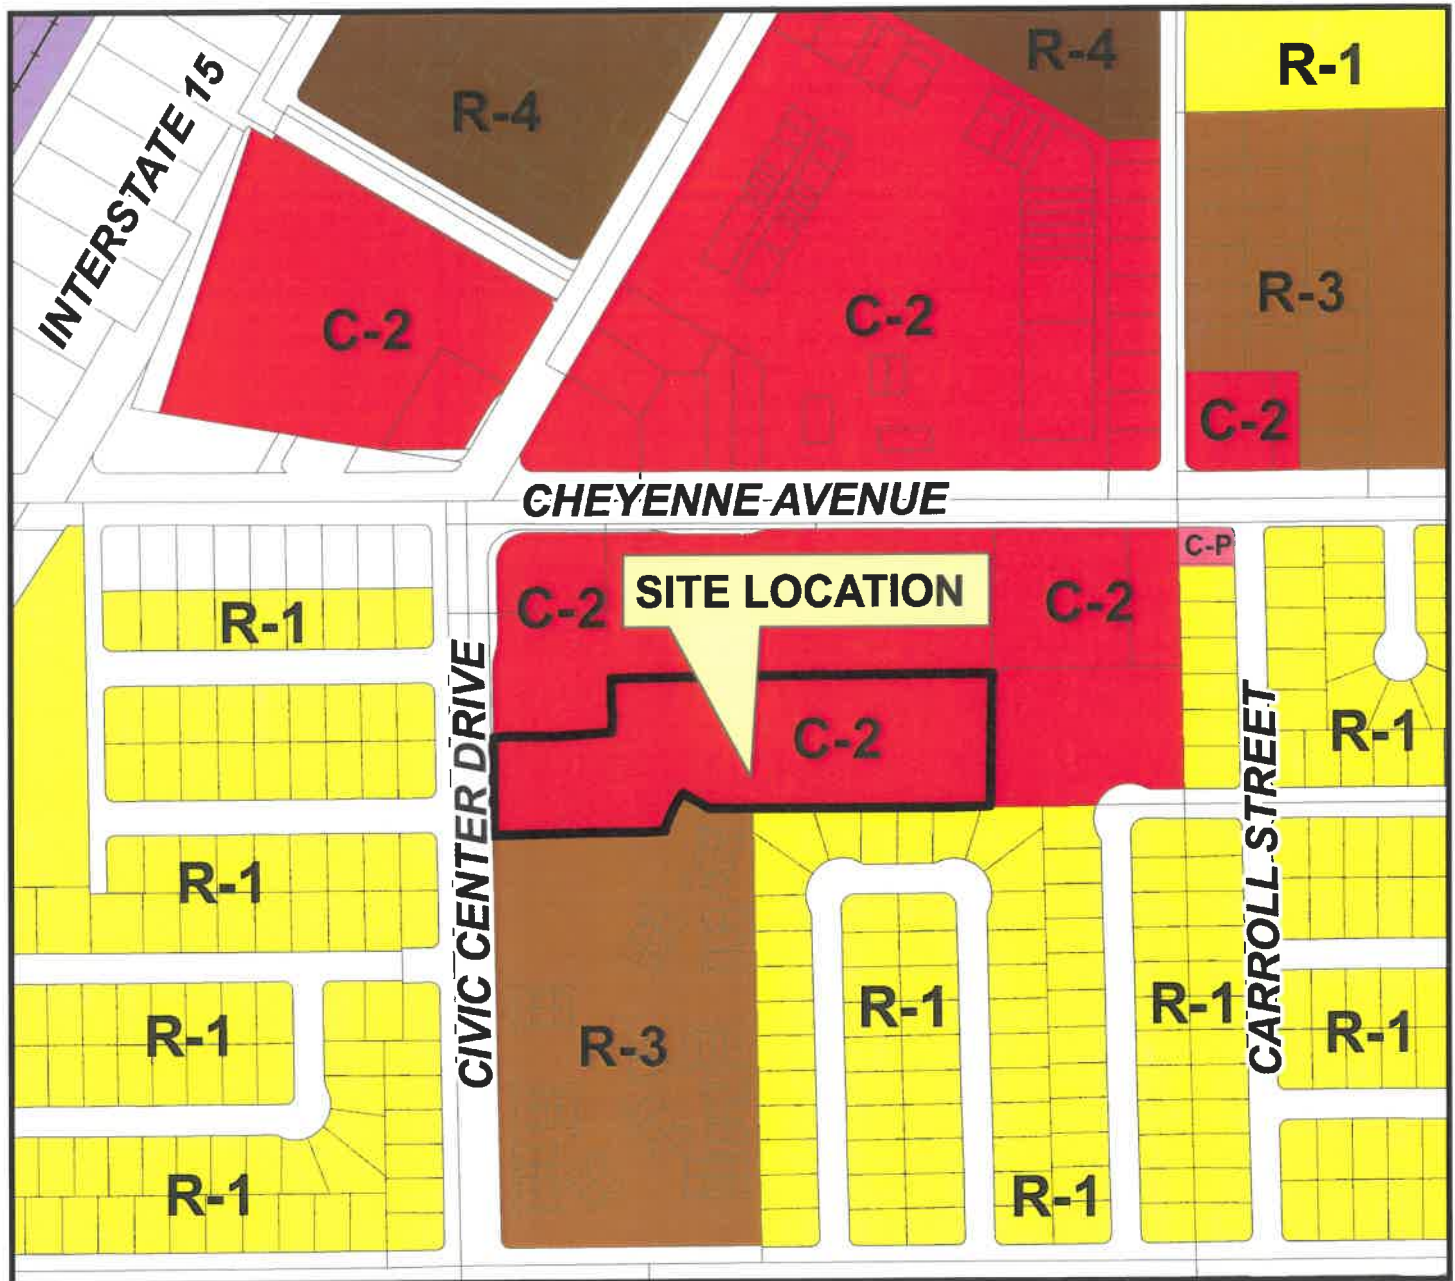 R-4
R-1
INTERSTATE 15
R-4
R-3
C-2
C-2
C-2
CHEYENNE AVENUE
C-P
SITE LOCATION
C-2
C-2
R-1
R-1
C-2
CIVIC CENTER DRIVE
CARROLL STREET
R-1
R-1
R-1
R-1
R-1
R-3
R-1
R-1